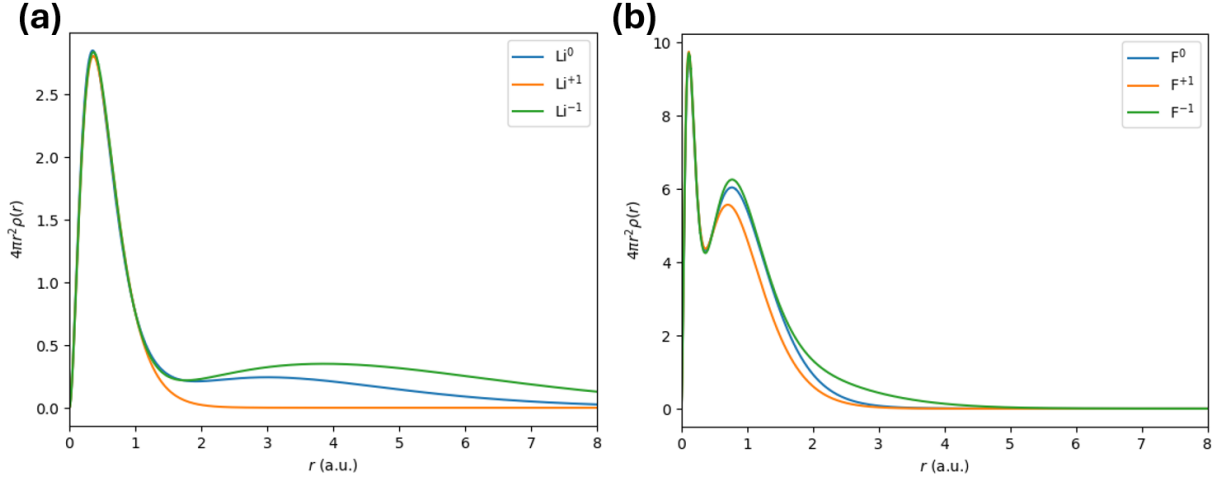 (a)
Li⁰
Li⁺¹
Li⁻¹
2.5
2.0
1.5
1.0
0.5
0.0
4πr²ρ(r)
0 1 2 3 4 5 6 7 8
r (a.u.)
(b)
F⁰
F⁺¹
F⁻¹
10
8
6
4
2
0
4πr²ρ(r)
0 1 2 3 4 5 6 7 8
r (a.u.)